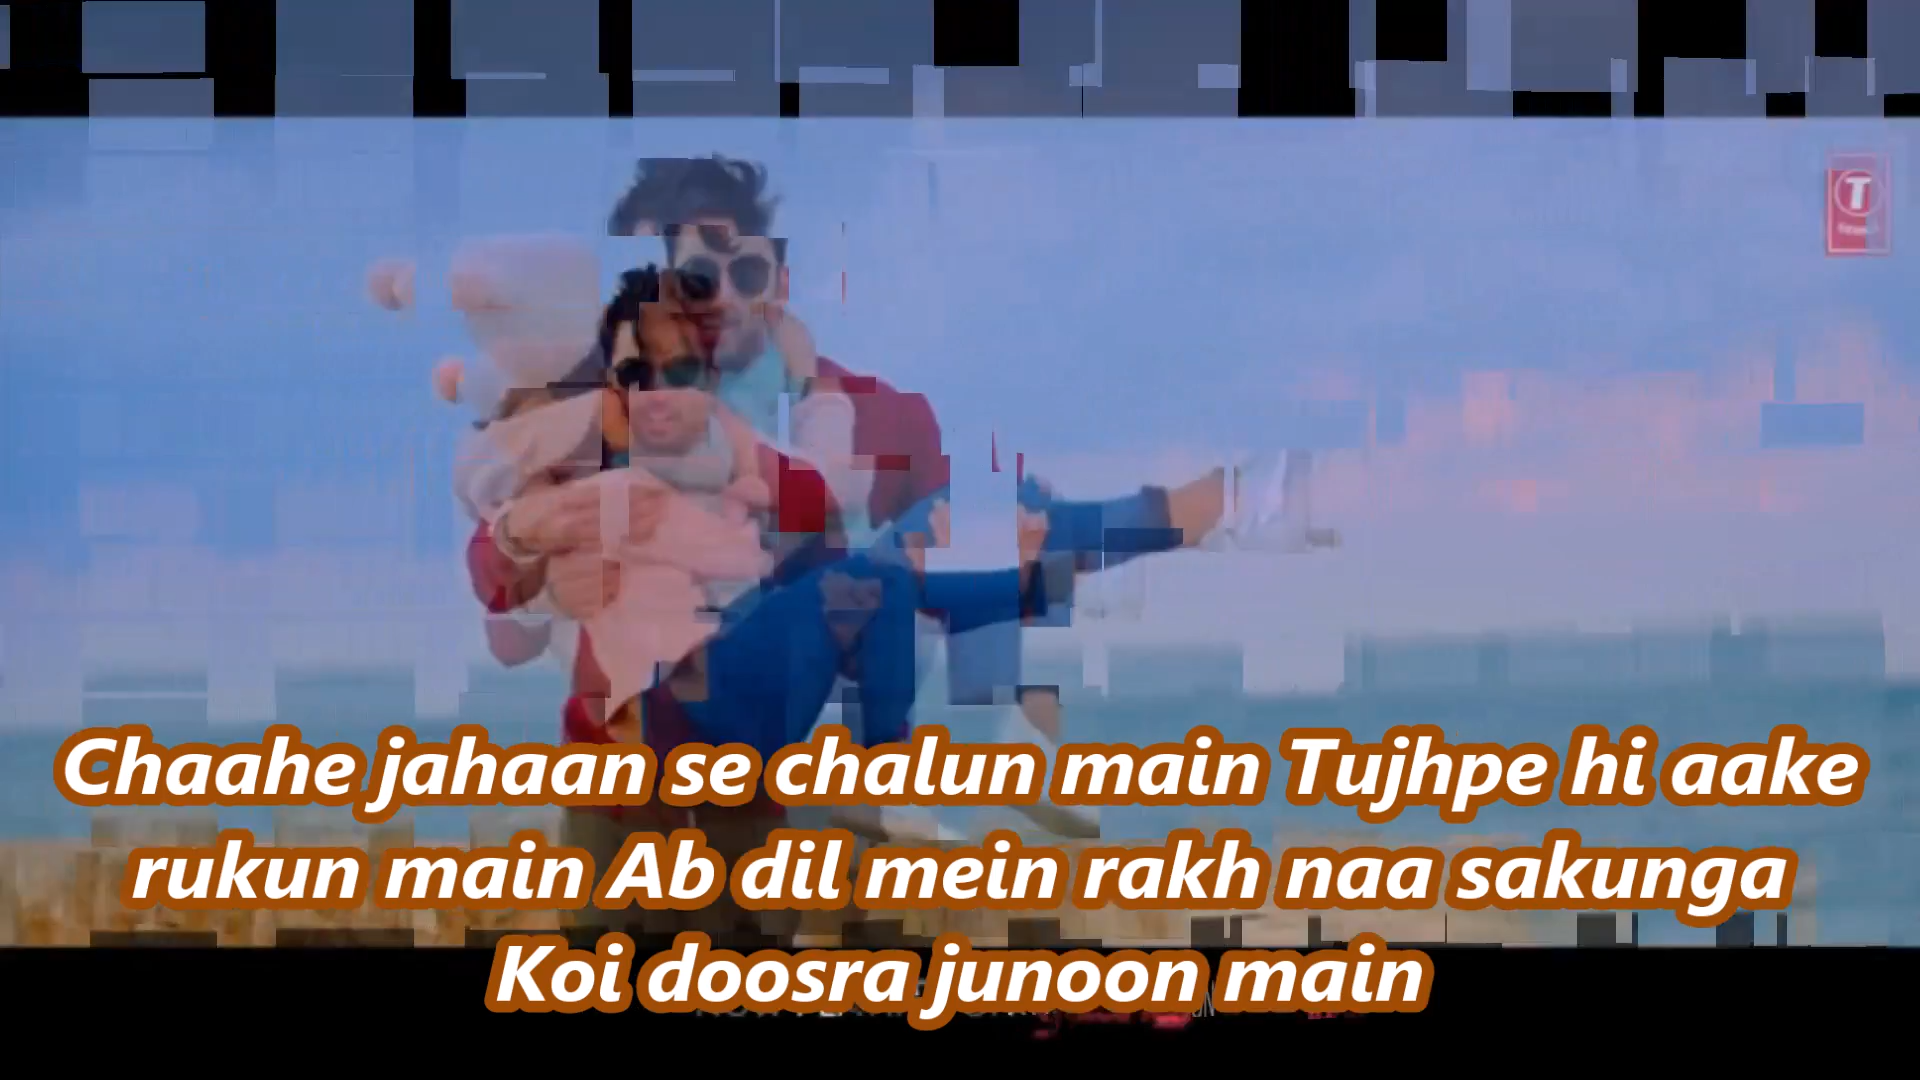 T
Chaahe jahaan se chalun main Tujhpe hi aake
rukun main Ab dil mein rakh naa sakunga
Koi doosra junoon main